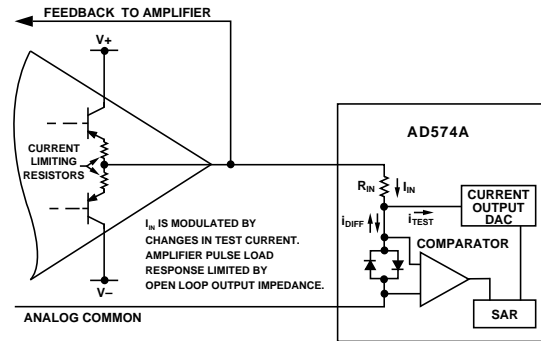 FEEDBACK TO AMPLIFIER
V+
CURRENT
LIMITING
RESISTORS
V–
I_IN IS MODULATED BY
CHANGES IN TEST CURRENT.
AMPLIFIER PULSE LOAD
RESPONSE LIMITED BY
OPEN LOOP OUTPUT IMPEDANCE.
ANALOG COMMON
AD574A
R_IN
I_IN
CURRENT
OUTPUT
DAC
i_DIFF
i_TEST
COMPARATOR
SAR